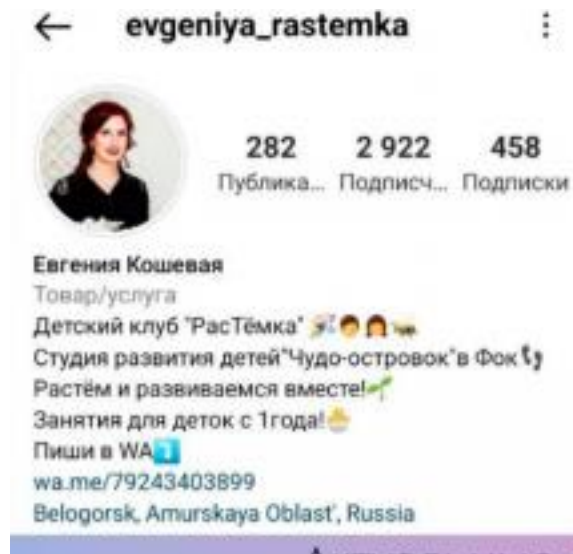 evgeniya_rastemka
282 2 922 458
Публика... Подписч... Подписки
Евгения Кошевая
Товар/услуга
Детский клуб "РасТёмка"
Студия развития детей"Чудо-островок"в Фок
Растём и развиваемся вместе!
Занятия для деток с 1года!
Пиши в WA
wa.me/79243403899
Belogorsk, Amurskaya Oblast', Russia